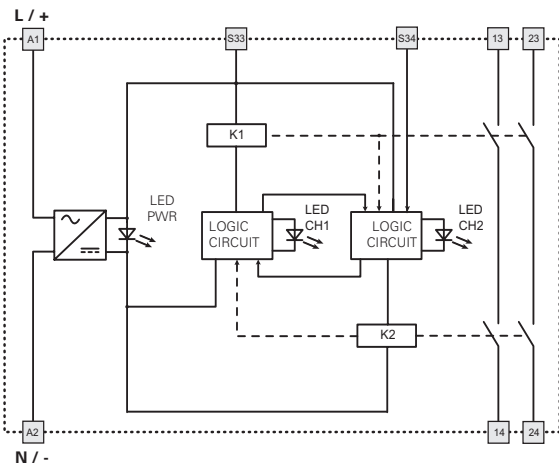 L / +
A1
S33
S34
13
23
K1
LED
PWR
LOGIC
CIRCUIT
LED
CH1
LOGIC
CIRCUIT
LED
CH2
K2
A2
14
24
N / -